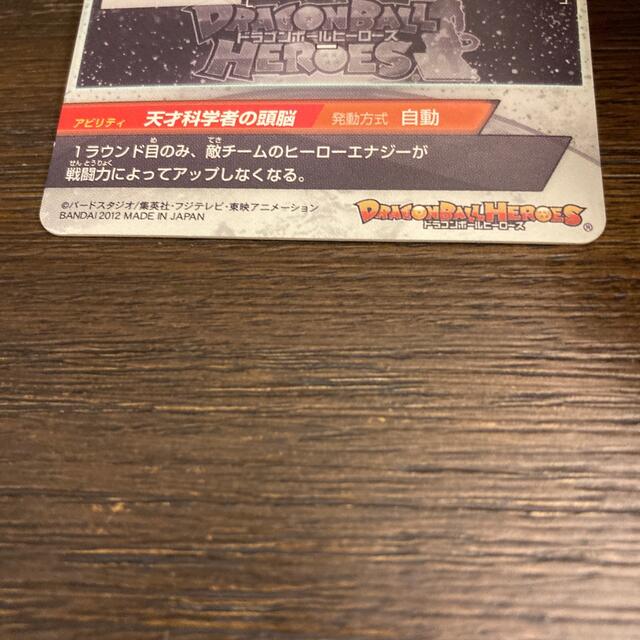 DRAGONBALL
ドラゴンボールヒーローズ
HEROES
アビリティ 天才科学者の頭脳 発動方式 自動
1ラウンド目のみ、敵チームのヒーローエナジーが
戦闘力によってアップしなくなる。
©バードスタジオ/集英社・フジテレビ・東映アニメーション
BANDAI 2012 MADE IN JAPAN
DRAGONBALL HEROES
ドラゴンボールヒーローズ ®